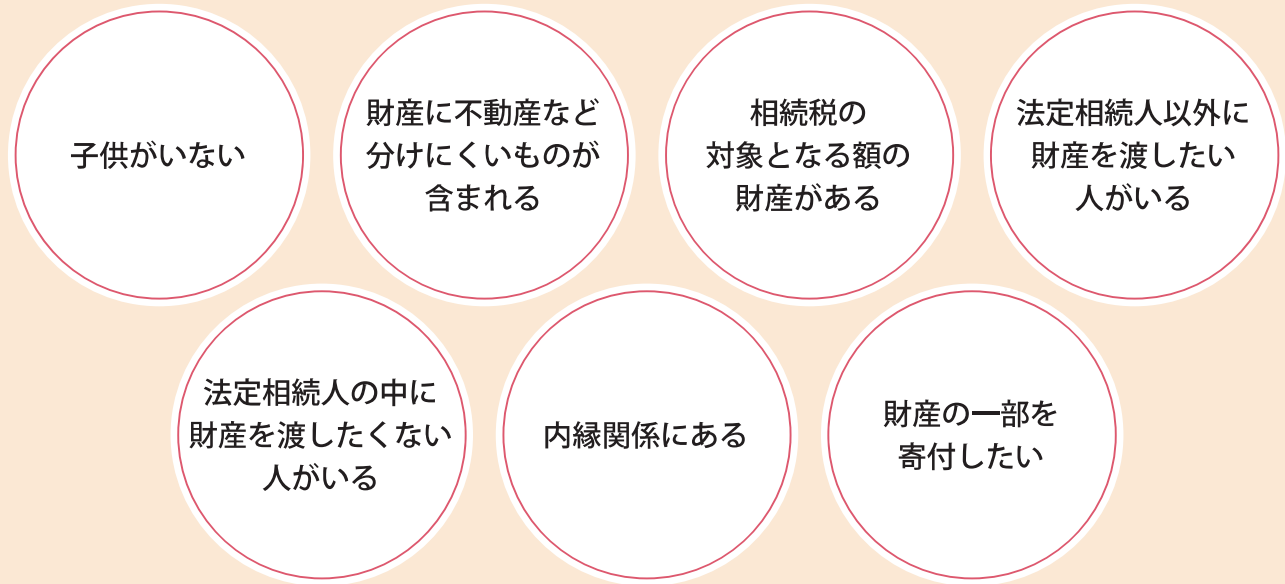 子供がいない
財産に不動産など
分けにくいものが
含まれる
相続税の
対象となる額の
財産がある
法定相続人以外に
財産を渡したい
人がいる
法定相続人の中に
財産を渡したくない
人がいる
内縁関係にある
財産の一部を
寄付したい